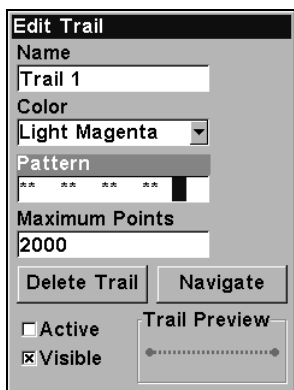 Edit Trail
Name
Trail 1
Color
Light Magenta
Pattern
** ** ** **
Maximum Points
2000
Delete Trail Navigate
Active
Trail Preview
Visible